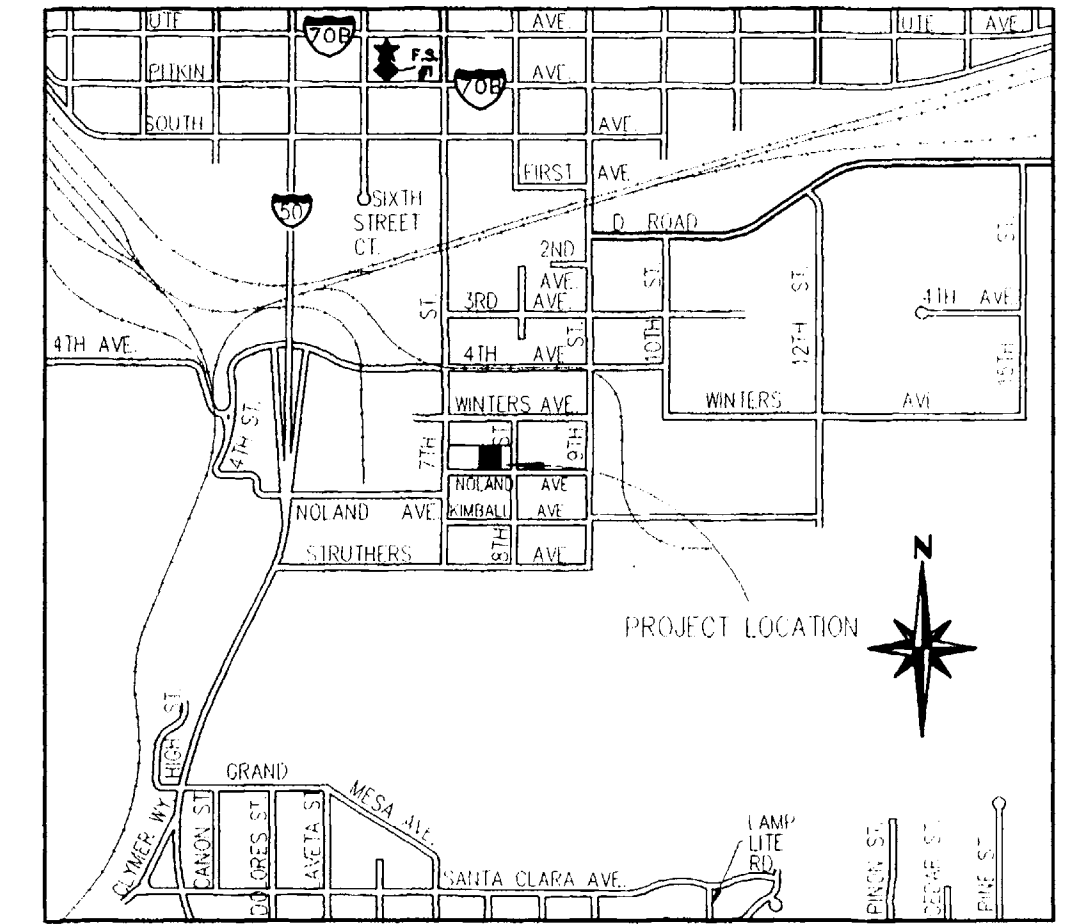 UTE AVE. UTE AVE.
70B
F.S.
PITKIN AVE.
70B
SOUTH AVE.
FIRST AVE
50
SIXTH
STREET
CT.
D ROAD
2ND
AVE.
3RD AVE.
ST.
ST.
ST.
10TH ST.
12TH ST.
4TH AVE.
15TH ST.
4TH AVE.
4TH AVE
WINTERS AVE.
WINTERS AVE
4TH ST.
7TH
ST
9TH
NOLAND AVE
NOLAND AVE.
KIMBALL AVE.
8TH
STRUTHERS AVE.
N
PROJECT LOCATION
HIGH ST.
GRAND
MESA AVE.
CLYMER WY.
CANON ST.
DOLORES ST.
LAVETA ST.
LAMP
LITE
RD.
SANTA CLARA AVE.
PINON ST.
CEDAR ST.
PINE ST.